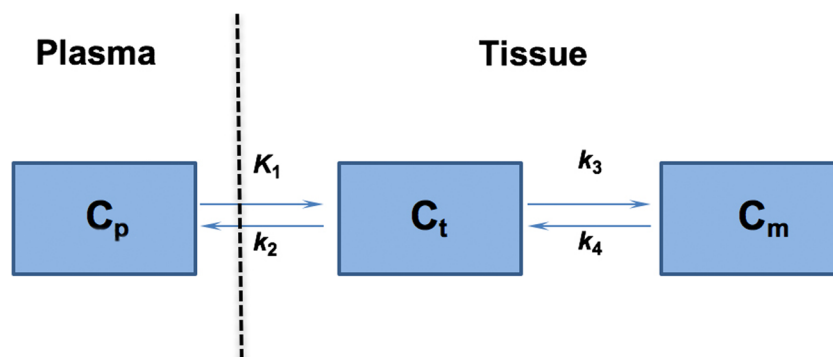 Plasma
Tissue
K1
k3
Cp
Ct
Cm
k2
k4